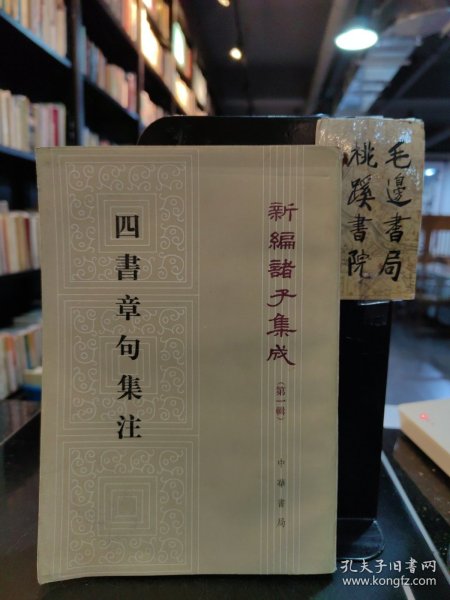 四書章句集注
新編諸子集成
（第一輯）
中華書局
毛邊書局
桃蹊書院
孔夫子旧书网
www.kongfz.com